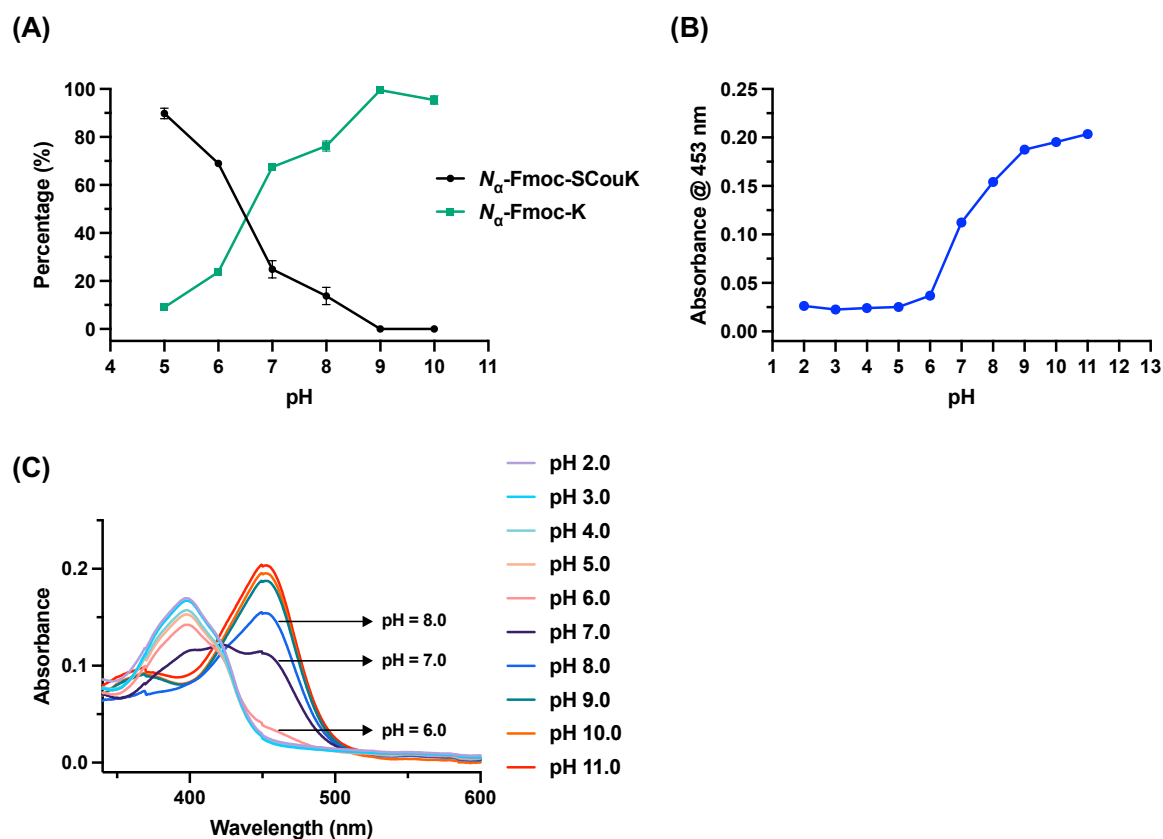 (A)
Percentage (%)
100
80
60
40
20
0
4 5 6 7 8 9 10 11
pH
Nα-Fmoc-SCouK
Nα-Fmoc-K
(B)
Absorbance @ 453 nm
0.25
0.20
0.15
0.10
0.05
0.00
1 2 3 4 5 6 7 8 9 10 11 12 13
pH
(C)
Absorbance
0.2
0.1
0.0
400 500 600
Wavelength (nm)
pH = 8.0
pH = 7.0
pH = 6.0
pH 2.0
pH 3.0
pH 4.0
pH 5.0
pH 6.0
pH 7.0
pH 8.0
pH 9.0
pH 10.0
pH 11.0